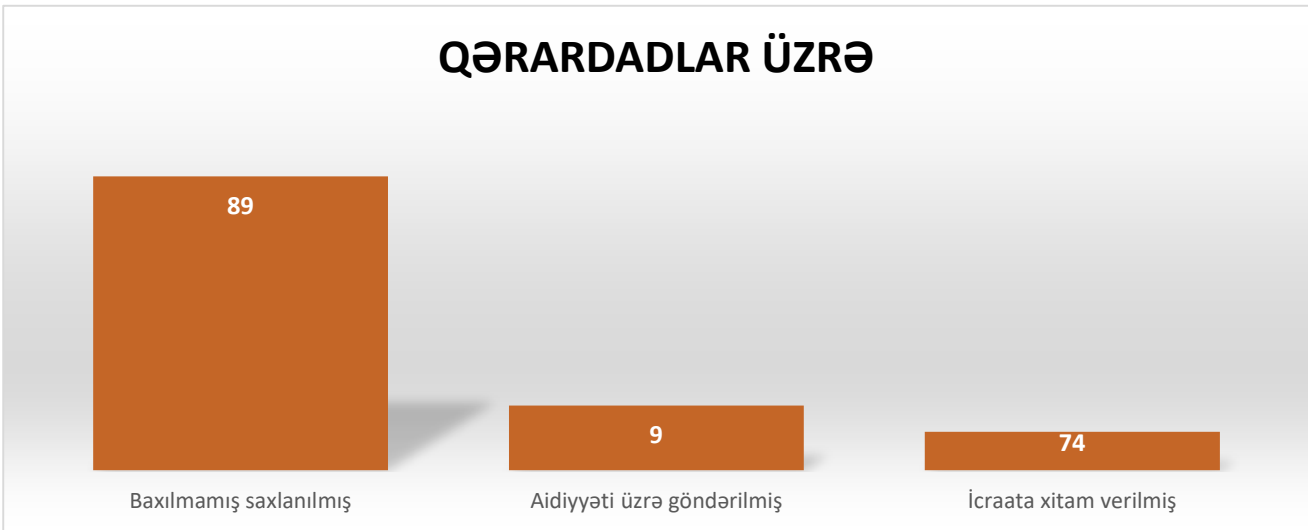 QƏRARDADLAR ÜZRƏ
89
9
74
Baxılmamış saxlanılmış
Aidiyyəti üzrə göndərilmiş
İcraata xitam verilmiş